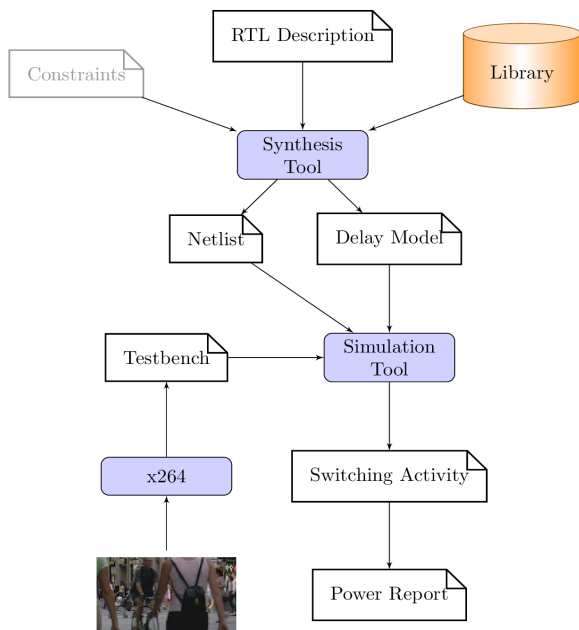 RTL Description
Constraints
Library
Synthesis
Tool
Netlist
Delay Model
Testbench
Simulation
Tool
x264
Switching Activity
Power Report